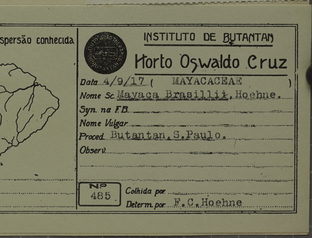 spersão conhecida
INSTITUTO DE BUTANTAN
Horto Oswaldo Cruz
Data 4/9/17 ( MAYACACEAE )
Nome Sc. Mayaca Brasillii, Hoehne.
Syn. na F.B.
Nome Vulgar
Proced. Butantan, S. Paulo.
Observ.
Nº
485
Colhida por
Determ. por F.C. Hoehne